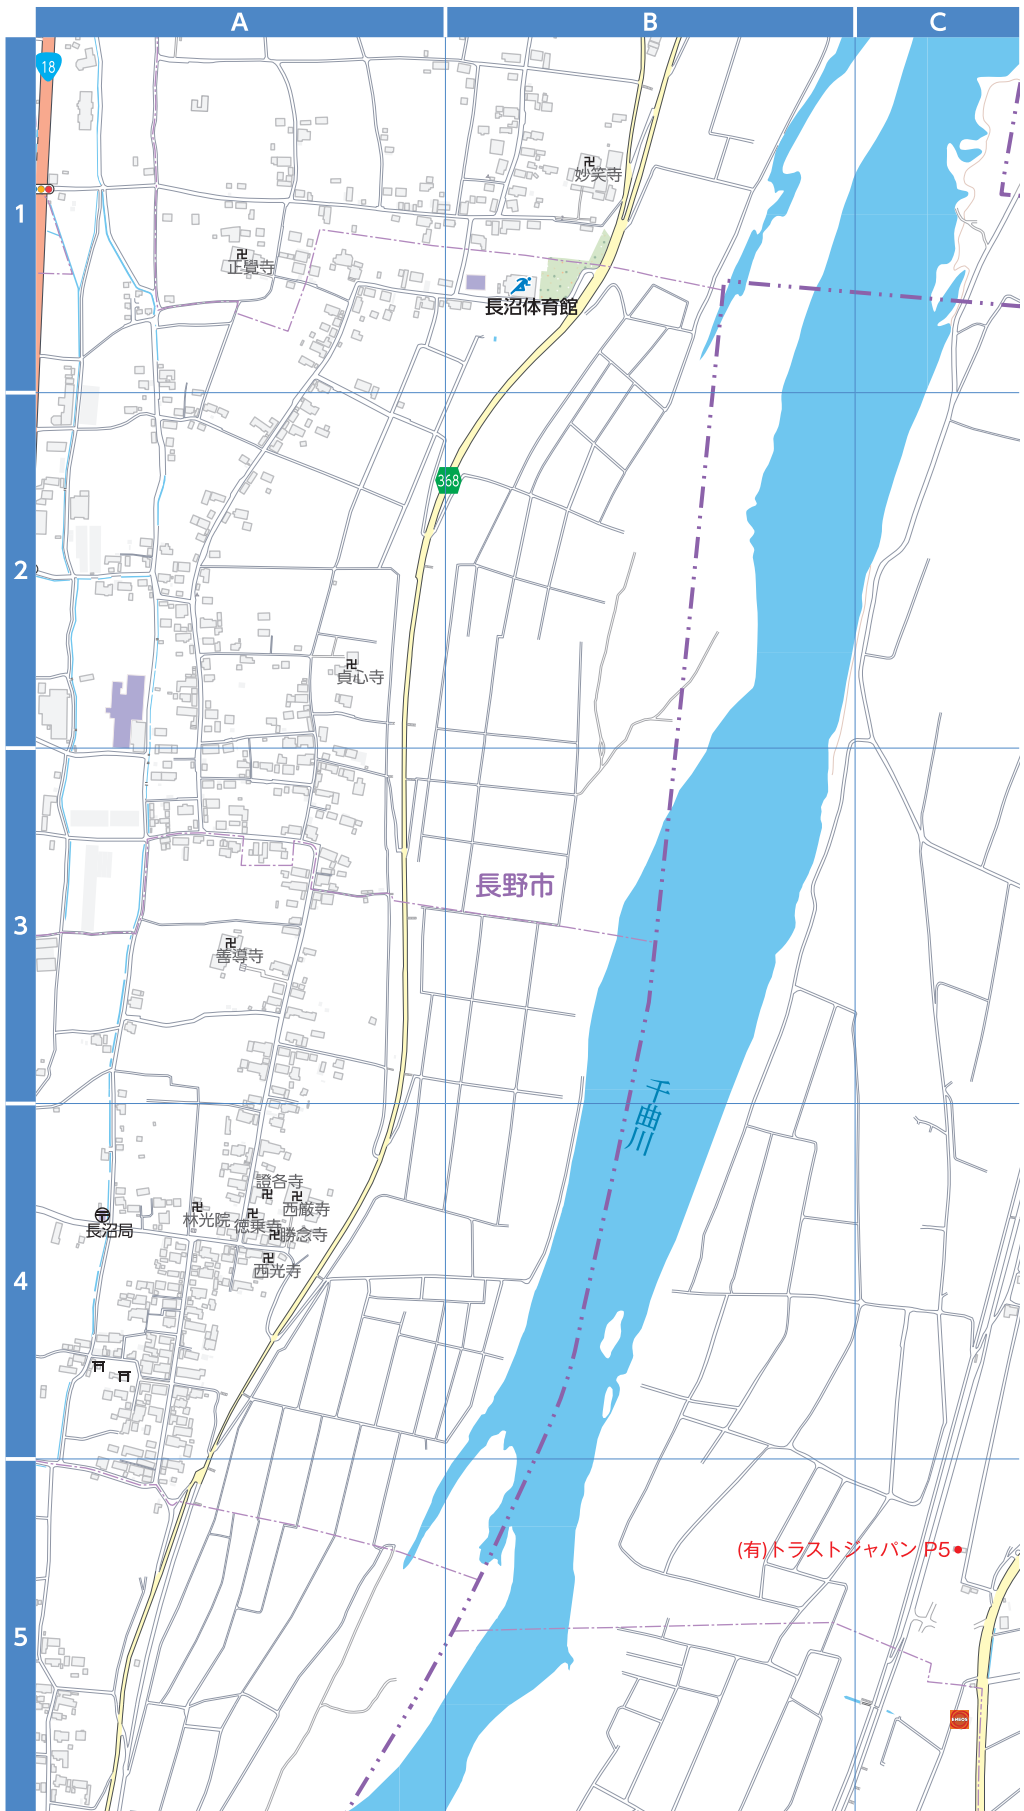 A
B
C
18
1
妙笑寺
正覺寺
長沼体育館
368
2
貞心寺
長野市
3
善導寺
千曲川
證各寺
西厳寺
林光院
徳乗寺
勝念寺
長沼局
西光寺
4
(有)トラストジャパン P5
5
ENEOS